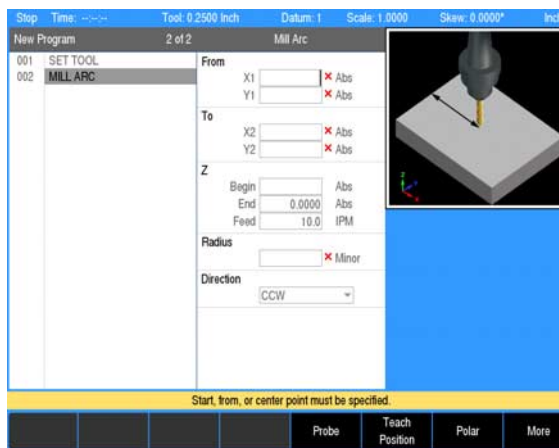 Stop Time: --:--:-- Tool: 0.2500 Inch Datum: 1 Scale: 1.0000 Skew: 0.0000° Inch
New Program 2 of 2 Mill Arc
001 SET TOOL
002 MILL ARC
From
X1 Abs
Y1 Abs
To
X2 Abs
Y2 Abs
Z
Begin Abs
End 0.0000 Abs
Feed 10.0 IPM
Radius
Minor
Direction
CCW
Start, from, or center point must be specified.
Probe Teach Position Polar More